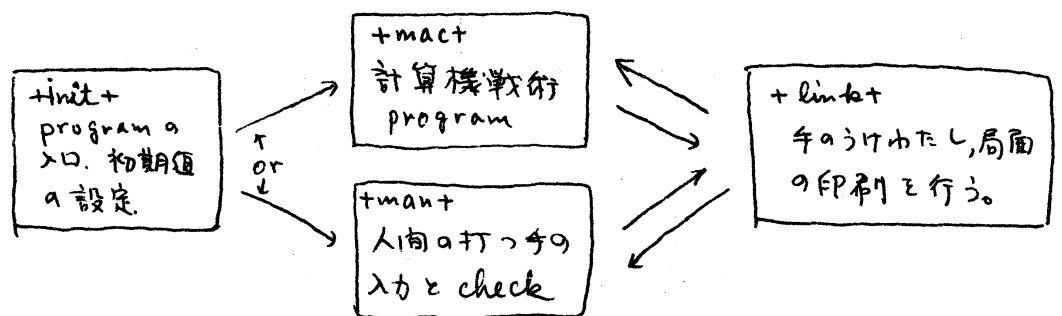 +init+
programの
入口. 初期値
の設定.
or
+mac+
計算機戦術
program
+man+
人間の打つ手の
入力とcheck
+link+
手のうけわたし,局面
の印刷を行う。